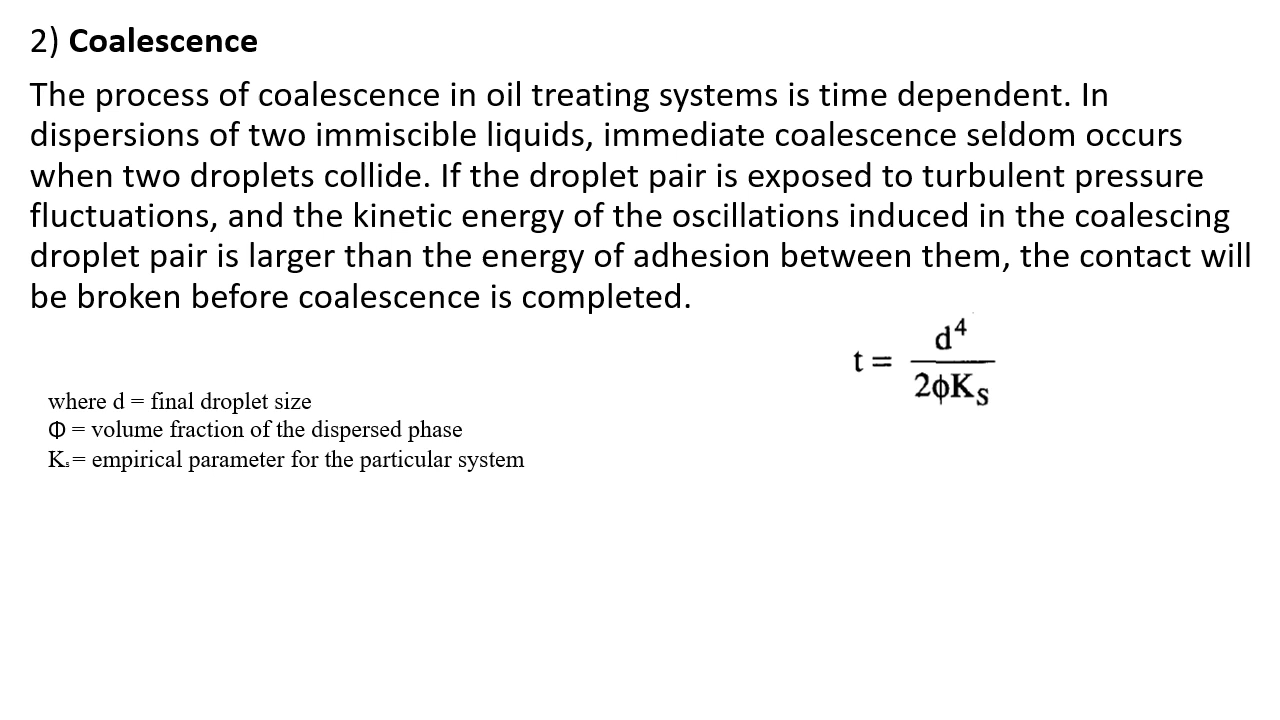 2) Coalescence
The process of coalescence in oil treating systems is time dependent. In
dispersions of two immiscible liquids, immediate coalescence seldom occurs
when two droplets collide. If the droplet pair is exposed to turbulent pressure
fluctuations, and the kinetic energy of the oscillations induced in the coalescing
droplet pair is larger than the energy of adhesion between them, the contact will
be broken before coalescence is completed.
t = d⁴ / 2ϕKₛ
where d = final droplet size
Φ = volume fraction of the dispersed phase
Kₛ = empirical parameter for the particular system